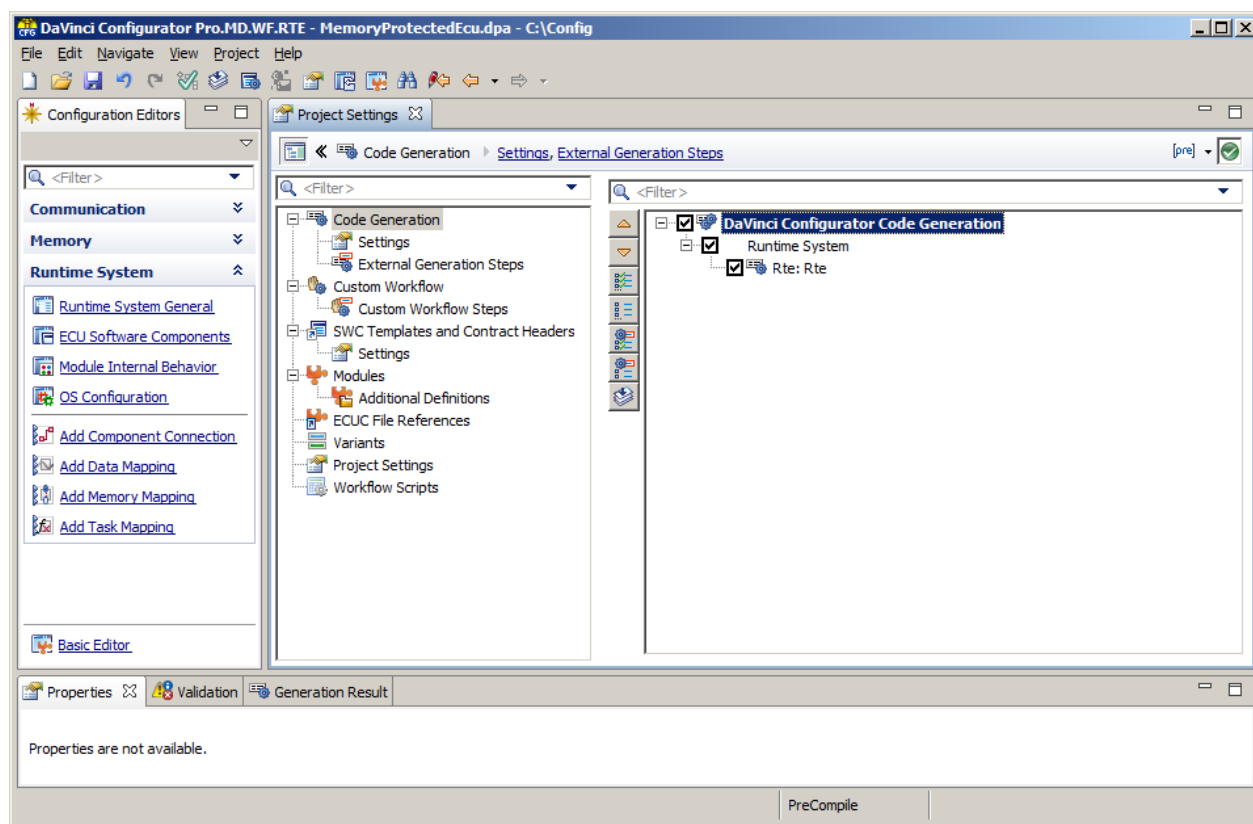 DaVinci Configurator Pro.MD.WF.RTE - MemoryProtectedEcu.dpa - C:\Config
File Edit Navigate View Project Help
Configuration Editors
<Filter>
Communication
Memory
Runtime System
Runtime System General
ECU Software Components
Module Internal Behavior
OS Configuration
Add Component Connection
Add Data Mapping
Add Memory Mapping
Add Task Mapping
Basic Editor
Project Settings
Code Generation Settings, External Generation Steps [pre]
<Filter>
Code Generation
Settings
External Generation Steps
Custom Workflow
Custom Workflow Steps
SWC Templates and Contract Headers
Settings
Modules
Additional Definitions
ECUC File References
Variants
Project Settings
Workflow Scripts
<Filter>
DaVinci Configurator Code Generation
Runtime System
Rte: Rte
Properties Validation Generation Result
Properties are not available.
PreCompile